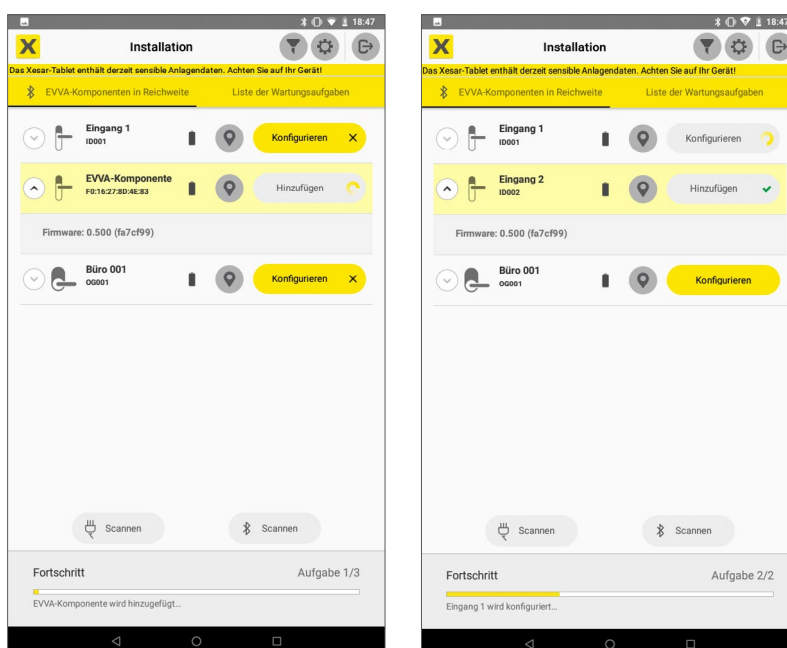 18:47
X
Installation
Das Xesar-Tablet enthält derzeit sensible Anlagendaten. Achten Sie auf Ihr Gerät!
EVVA-Komponenten in Reichweite
Liste der Wartungsaufgaben
Eingang 1
ID001
Konfigurieren
EVVA-Komponente
F0:16:27:8D:4E:83
Hinzufügen
Firmware: 0.500 (fa7cf99)
Büro 001
OG001
Konfigurieren
Scannen
Scannen
Fortschritt
Aufgabe 1/3
EVVA-Komponente wird hinzugefügt...
18:47
X
Installation
Das Xesar-Tablet enthält derzeit sensible Anlagendaten. Achten Sie auf Ihr Gerät!
EVVA-Komponenten in Reichweite
Liste der Wartungsaufgaben
Eingang 1
ID001
Konfigurieren
Eingang 2
ID002
Hinzufügen
Firmware: 0.500 (fa7cf99)
Büro 001
OG001
Konfigurieren
Scannen
Scannen
Fortschritt
Aufgabe 2/2
Eingang 1 wird konfiguriert...